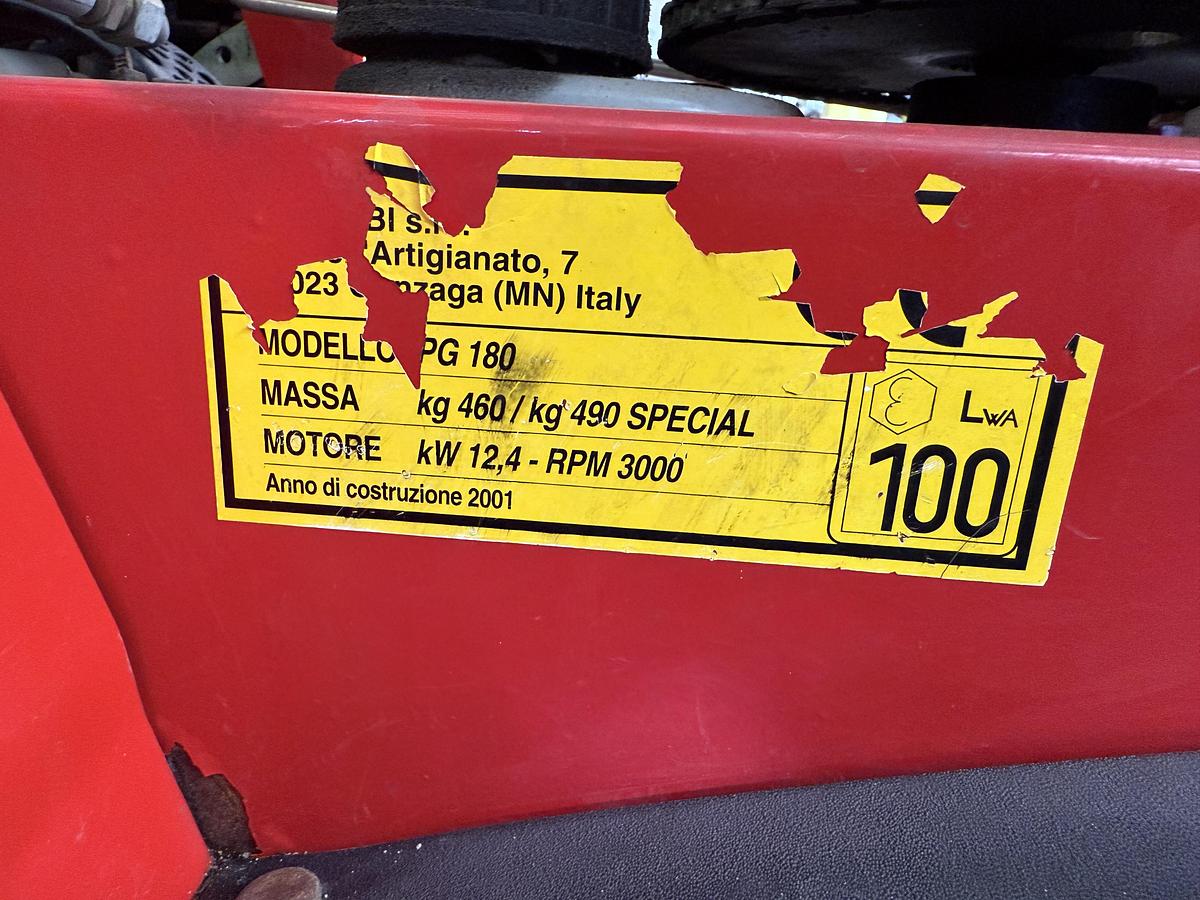 BI s.r.l.
Artigianato, 7
023 nzaga (MN) Italy
MODELLO PG 180
MASSA kg 460 / kg 490 SPECIAL
MOTORE kW 12,4 - RPM 3000
Anno di costruzione 2001
LWA
100